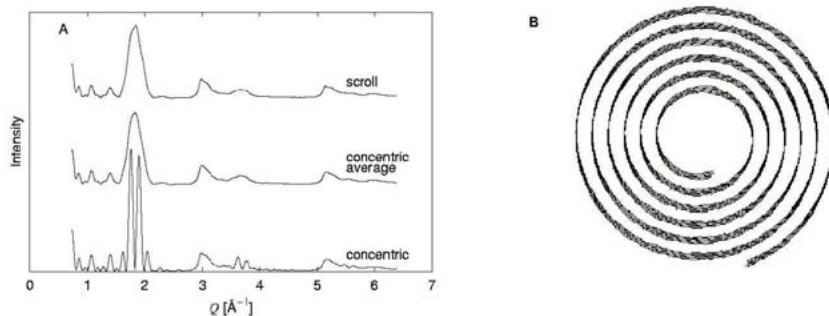 A
B
scroll
concentric
average
concentric
Intensity
0 1 2 3 4 5 6 7
Q [Å⁻¹]